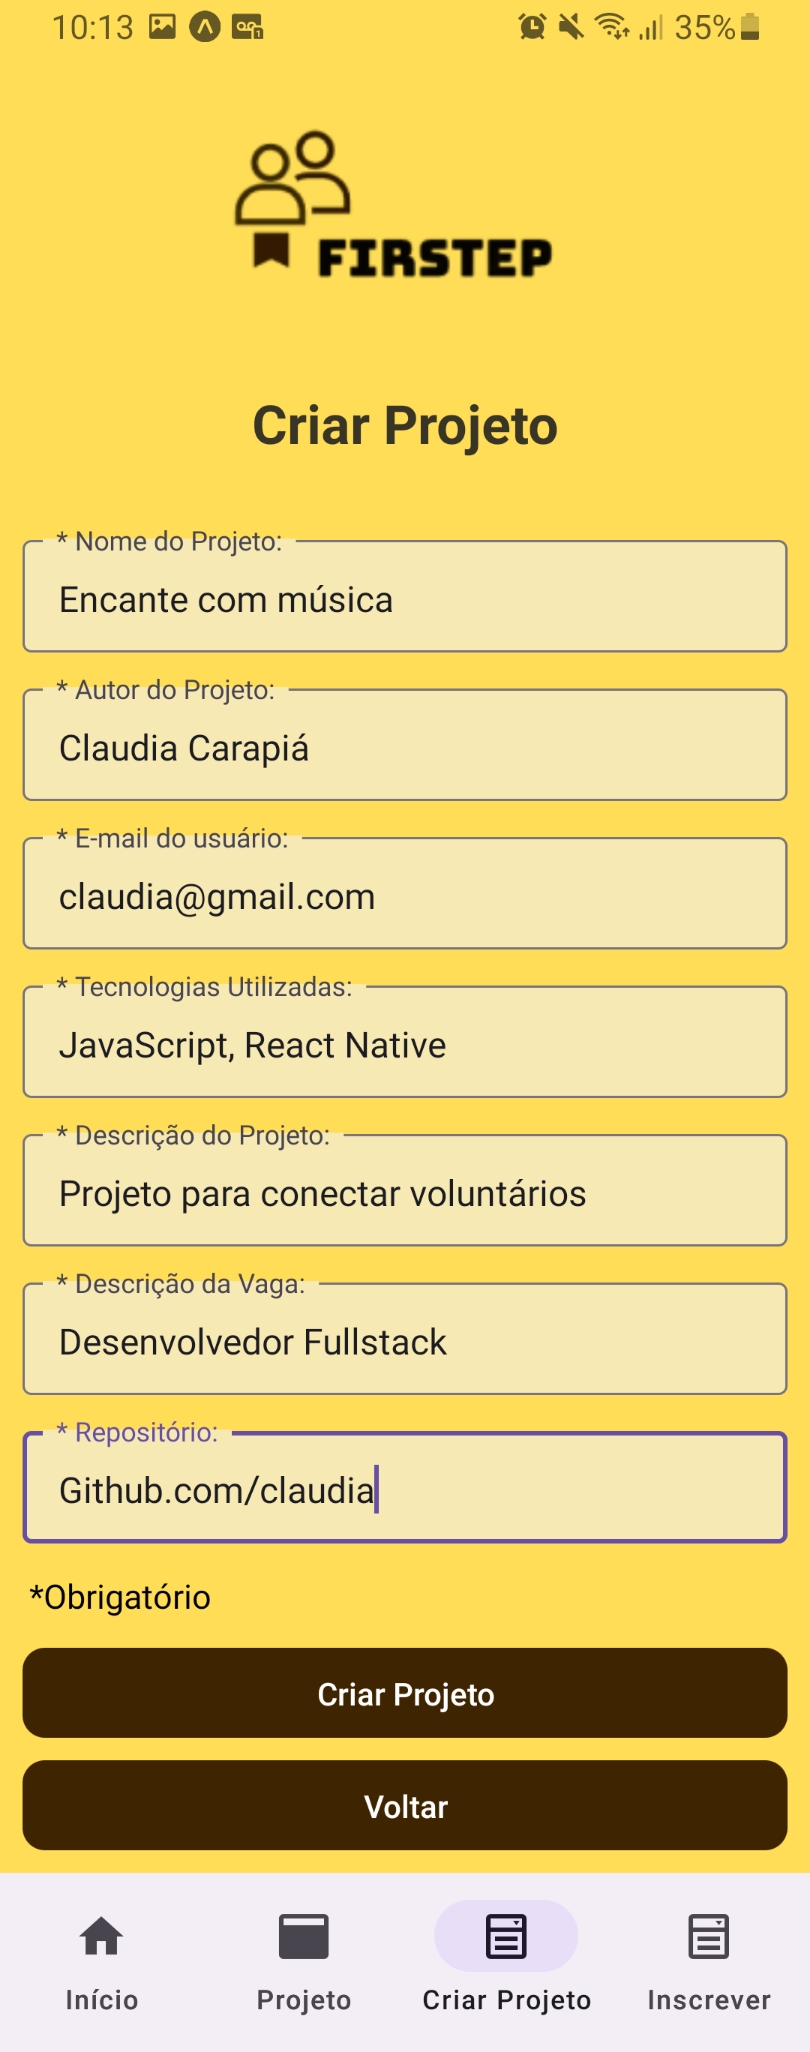 10:13 35%
FIRSTEP
Criar Projeto
* Nome do Projeto:
Encante com música
* Autor do Projeto:
Claudia Carapiá
* E-mail do usuário:
claudia@gmail.com
* Tecnologias Utilizadas:
JavaScript, React Native
* Descrição do Projeto:
Projeto para conectar voluntários
* Descrição da Vaga:
Desenvolvedor Fullstack
* Repositório:
Github.com/claudia
*Obrigatório
Criar Projeto
Voltar
Início Projeto Criar Projeto Inscrever